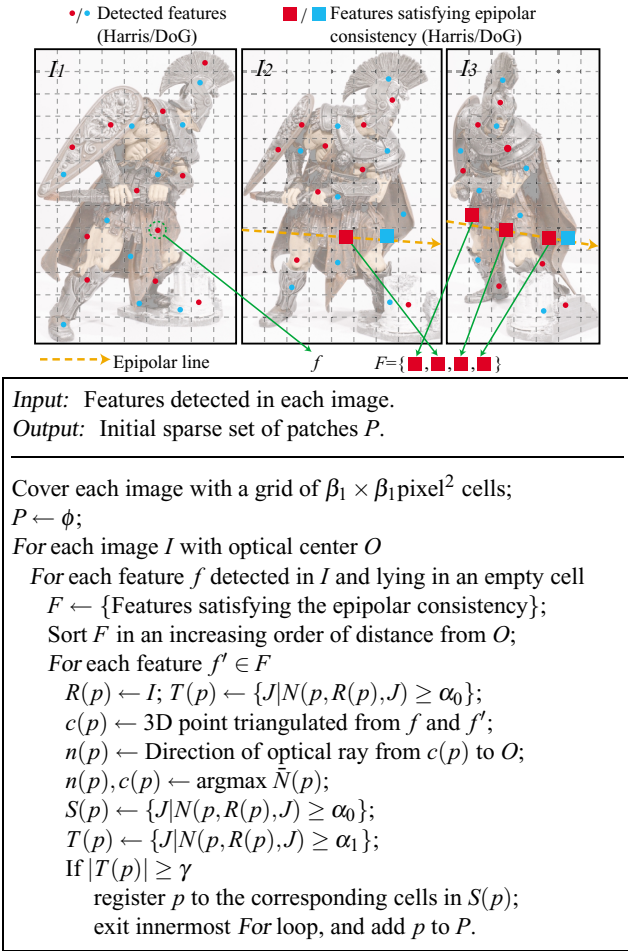 •/• Detected features
(Harris/DoG)
■ / ■ Features satisfying epipolar
consistency (Harris/DoG)
I1
I2
I3
Epipolar line
f
F={■,■,■,■}
Input: Features detected in each image.
Output: Initial sparse set of patches P.
Cover each image with a grid of β₁ × β₁pixel² cells;
P ← ϕ;
For each image I with optical center O
For each feature f detected in I and lying in an empty cell
F ← {Features satisfying the epipolar consistency};
Sort F in an increasing order of distance from O;
For each feature f′ ∈ F
R(p) ← I; T(p) ← {J|N(p,R(p),J) ≥ α₀};
c(p) ← 3D point triangulated from f and f′;
n(p) ← Direction of optical ray from c(p) to O;
n(p),c(p) ← argmax N̄(p);
S(p) ← {J|N(p,R(p),J) ≥ α₀};
T(p) ← {J|N(p,R(p),J) ≥ α₁};
If |T(p)| ≥ γ
register p to the corresponding cells in S(p);
exit innermost For loop, and add p to P.